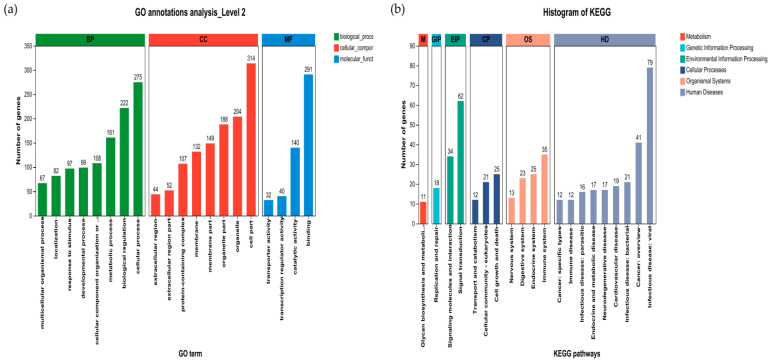 (a)
GO annotations analysis_Level 2
BP
CC
MF
biological_proc
cellular_compor
molecular_funct
Number of genes
350
300
250
200
150
100
50
0
67
82
97
99
108
161
222
275
44
52
107
132
149
188
204
314
32
40
140
291
multicellular organismal process
localization
response to stimulus
developmental process
cellular component organization or ...
metabolic process
biological regulation
cellular process
extracellular region
extracellular region part
protein-containing complex
membrane
membrane part
organelle part
organelle
cell part
transporter activity
transcription regulator activity
catalytic activity
binding
GO term
(b)
Histogram of KEGG
M
GIP
EIP
CP
OS
HD
Metabolism
Genetic Information Processing
Environmental Information Processing
Cellular Processes
Organismal Systems
Human Diseases
Number of genes
90
80
70
60
50
40
30
20
10
0
11
18
34
62
12
21
25
13
23
25
35
12
12
16
17
17
19
21
41
79
Glycan biosynthesis and metaboli...
Replication and repair
Signaling molecules and interaction
Signal transduction
Transport and catabolism
Cellular community - eukaryotes
Cell growth and death
Nervous system
Digestive system
Endocrine system
Immune system
Cancer: specific types
Immune disease
Infectious disease: parasitic
Endocrine and metabolic disease
Neurodegenerative disease
Cardiovascular disease
Infectious disease: bacterial
Cancer: overview
Infectious disease: viral
KEGG pathways